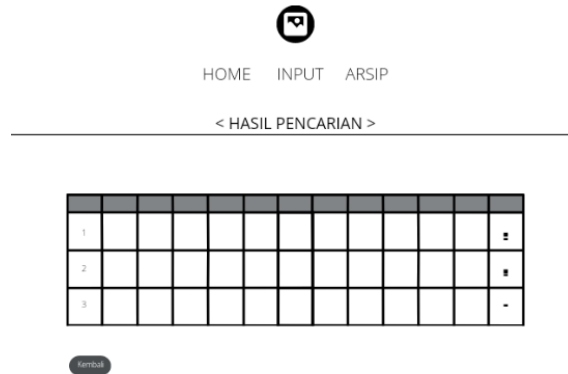 HOME INPUT ARSIP
< HASIL PENCARIAN >
1
2
3 -
Kembali